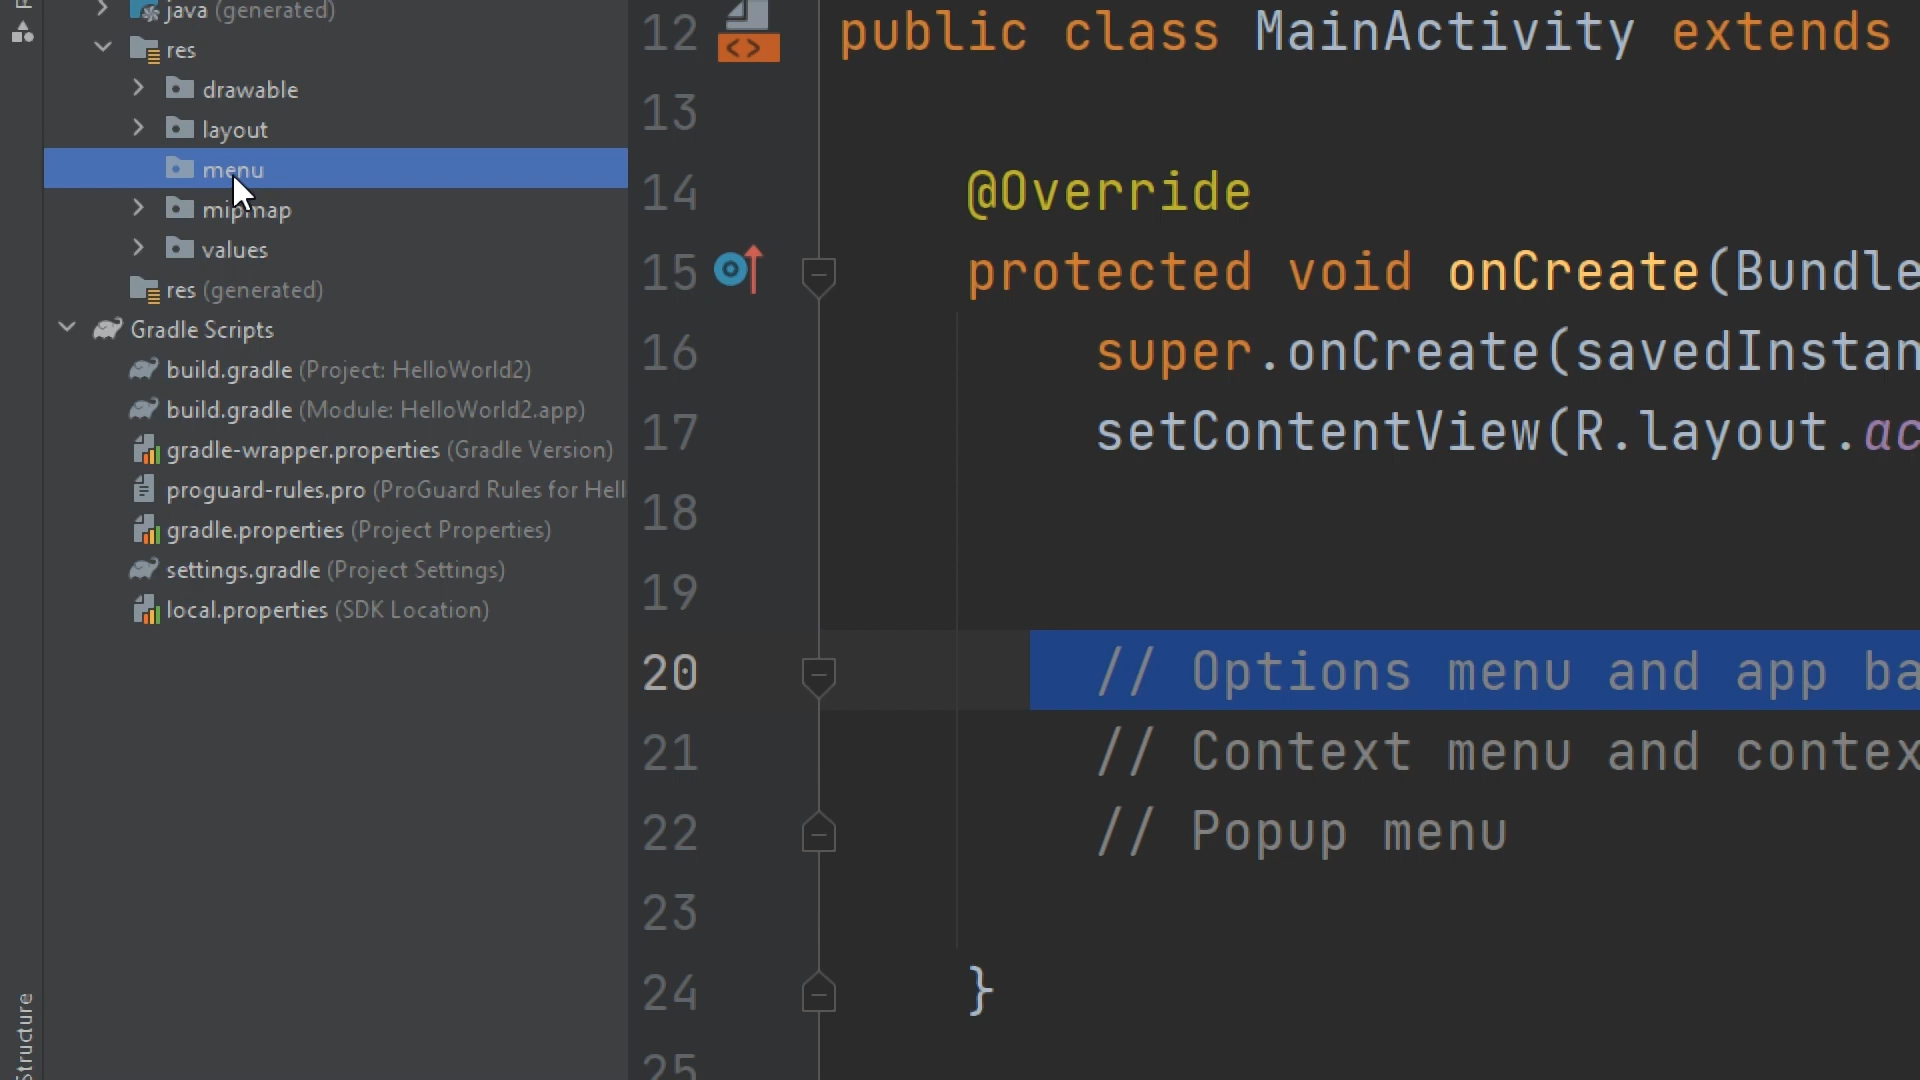 java (generated)
res
drawable
layout
menu
mipmap
values
res (generated)
Gradle Scripts
build.gradle (Project: HelloWorld2)
build.gradle (Module: HelloWorld2.app)
gradle-wrapper.properties (Gradle Version)
proguard-rules.pro (ProGuard Rules for Hell
gradle.properties (Project Properties)
settings.gradle (Project Settings)
local.properties (SDK Location)
Structure
12 public class MainActivity extends
13
14 @Override
15 protected void onCreate(Bundle
16 super.onCreate(savedInstan
17 setContentView(R.layout.ac
18
19
20 // Options menu and app ba
21 // Context menu and contex
22 // Popup menu
23
24 }
25